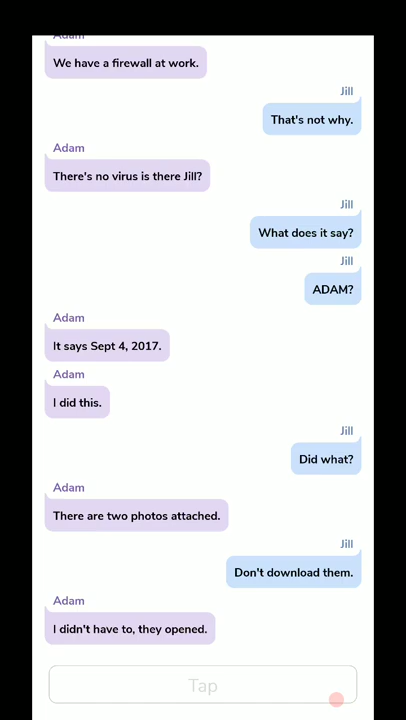 Adam
We have a firewall at work.
Jill
That's not why.
Adam
There's no virus is there Jill?
Jill
What does it say?
Jill
ADAM?
Adam
It says Sept 4, 2017.
Adam
I did this.
Jill
Did what?
Adam
There are two photos attached.
Jill
Don't download them.
Adam
I didn't have to, they opened.
Tap